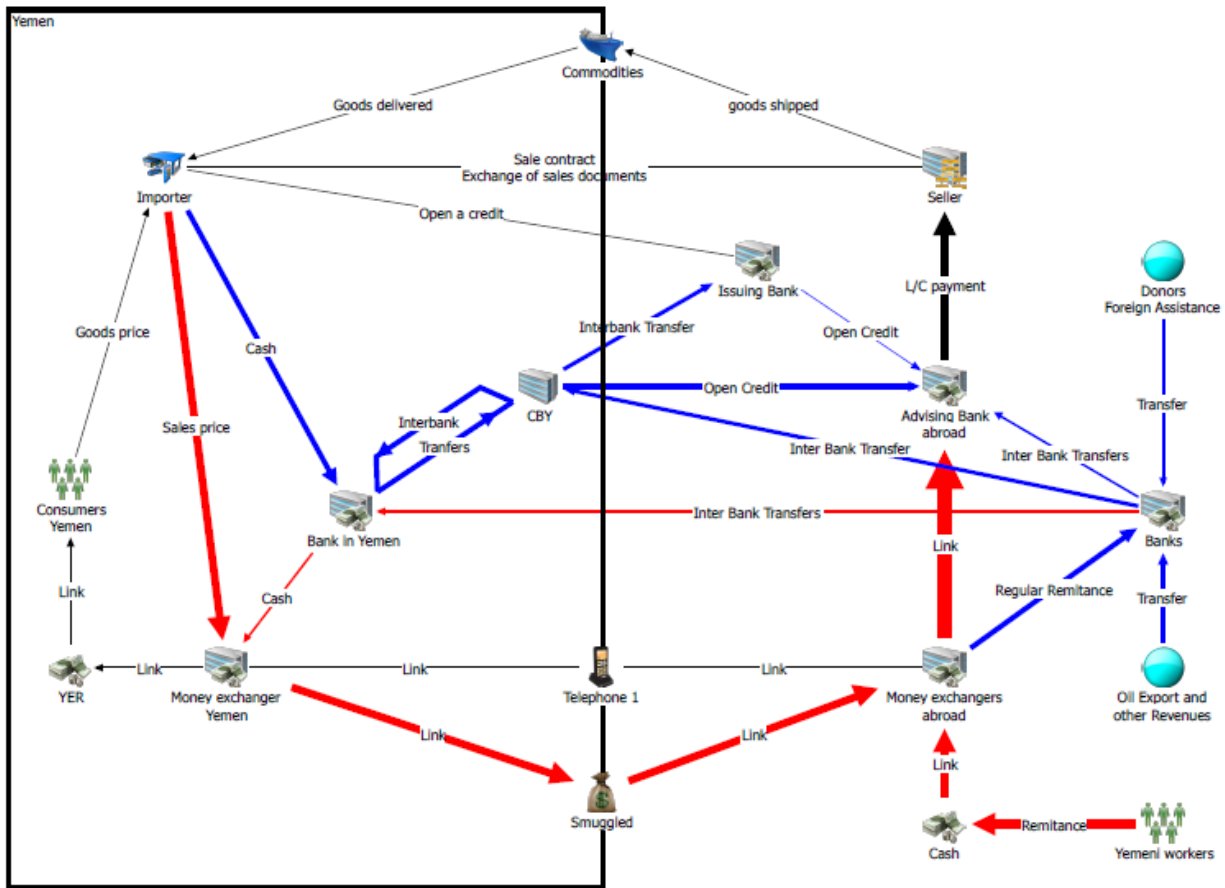 Yemen
Commodities
Goods delivered
goods shipped
Sale contract
Exchange of sales documents
Importer
Seller
Open a credit
Issuing Bank
Donors
Foreign Assistance
L/C payment
Goods price
Interbank Transfer
Open Credit
Cash
CBY
Open Credit
Advising Bank
abroad
Transfer
Interbank
Tranfers
Sales price
Inter Bank Transfer
Inter Bank Transfers
Consumers
Yemen
Bank in Yemen
Inter Bank Transfers
Banks
Link
Link
Cash
Regular Remitance
Transfer
Link
Link
Link
YER
Money exchanger
Yemen
Telephone 1
Money exchangers
abroad
Oil Export and
other Revenues
Link
Link
Link
Smuggled
Remitance
Cash
Yemeni workers